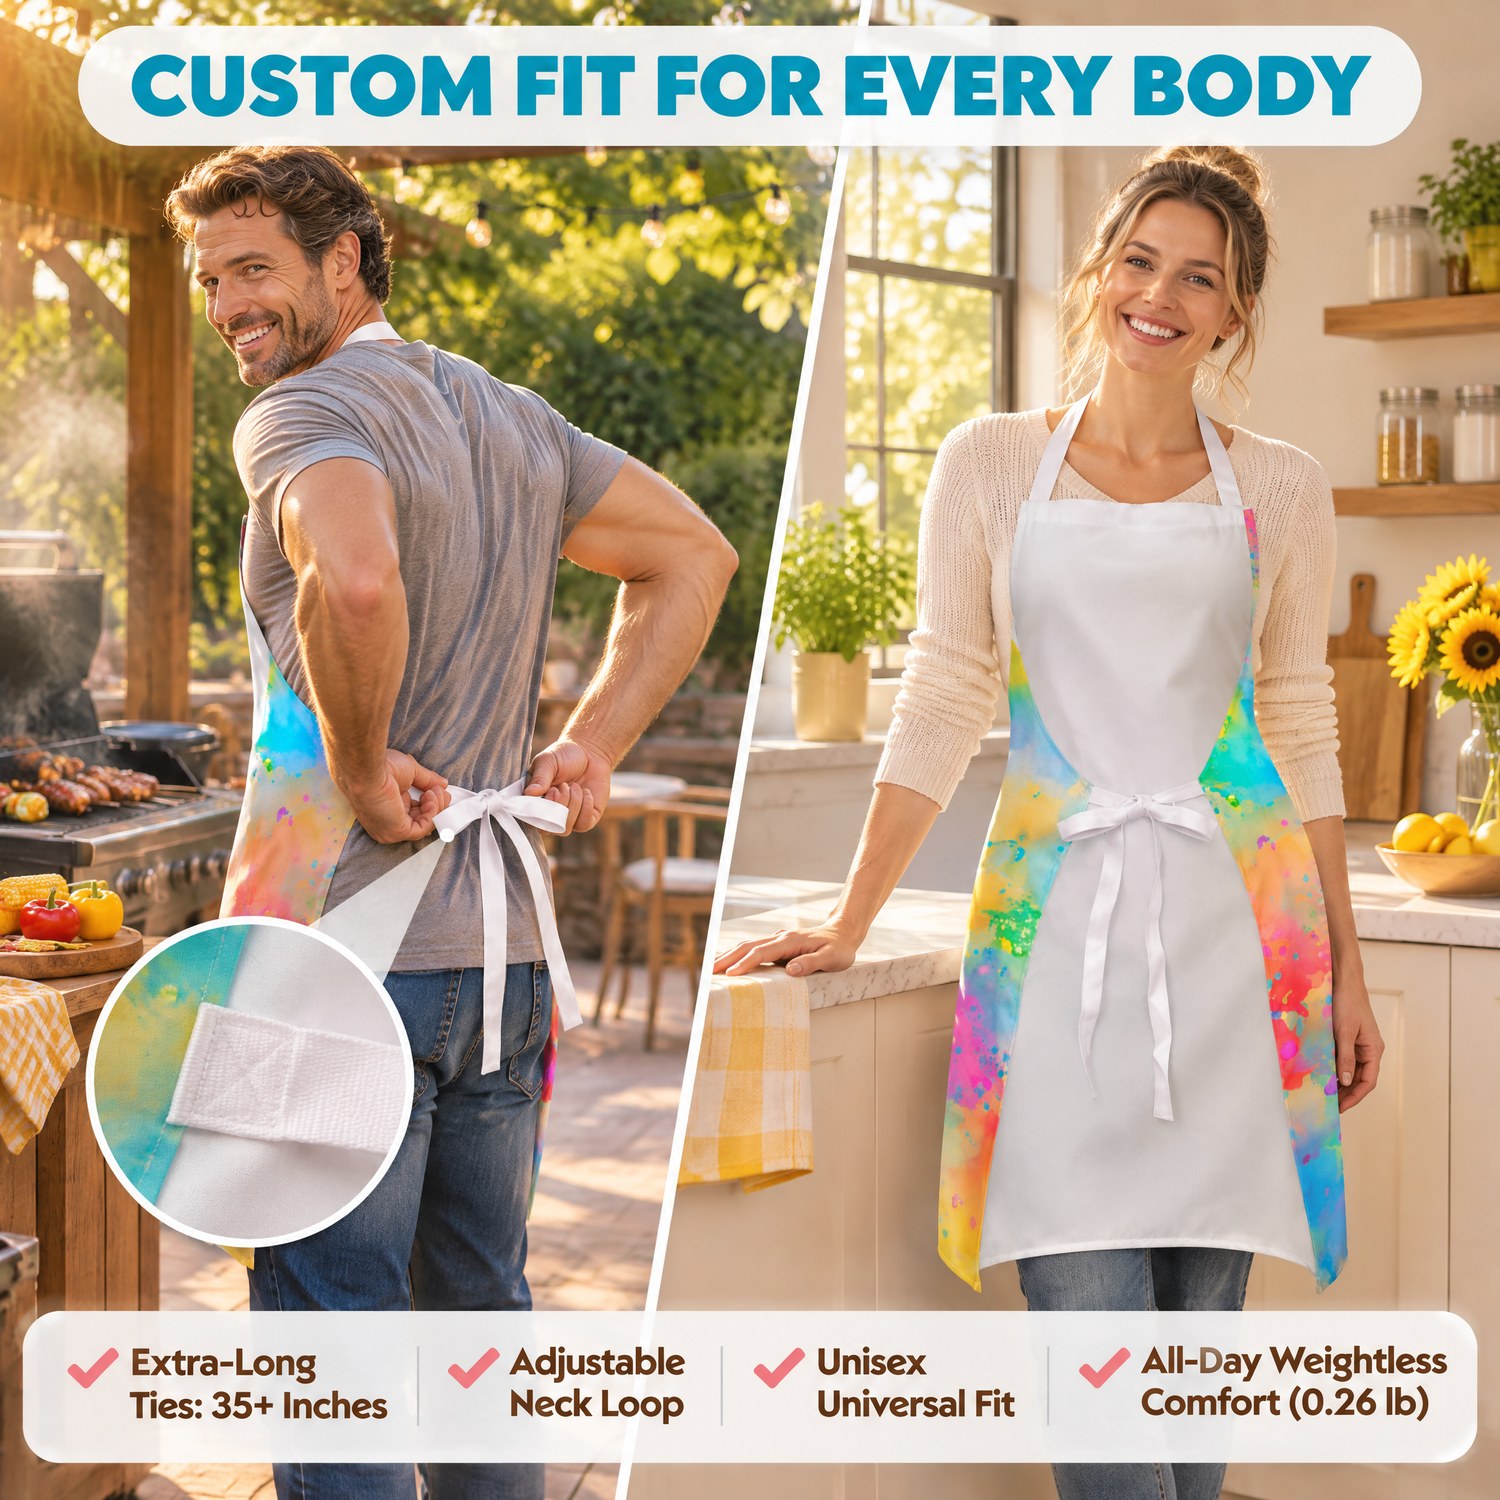 CUSTOM FIT FOR EVERY BODY
Extra-Long
Ties: 35+ Inches
Adjustable
Neck Loop
Unisex
Universal Fit
All-Day Weightless
Comfort (0.26 lb)